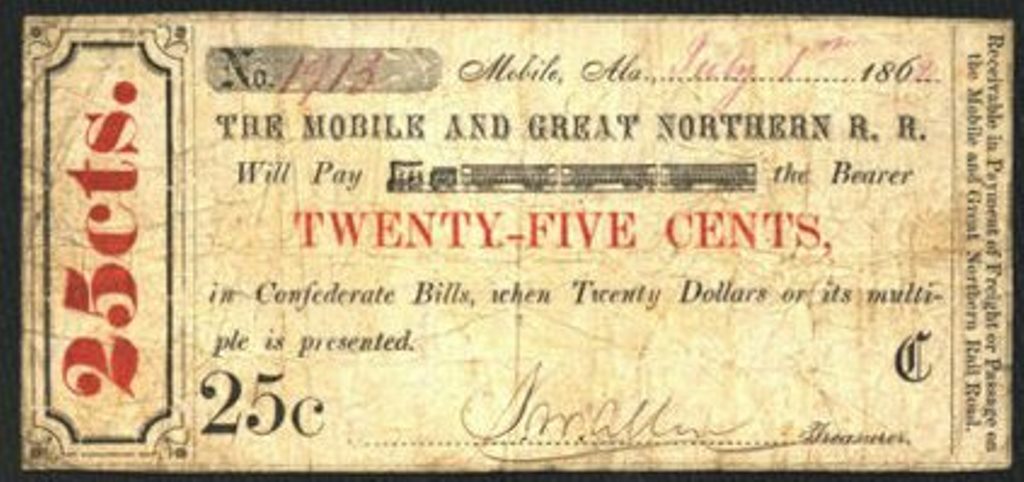 25cts.
No. 1913 Mobile, Ala., July 1st 1862
THE MOBILE AND GREAT NORTHERN R. R.
Will Pay the Bearer
TWENTY-FIVE CENTS,
in Confederate Bills, when Twenty Dollars or its multi-
ple is presented.
C
25c
Treasurer.
Receivable in Payment of Freight or Passage on
the Mobile and Great Northern Rail Road.